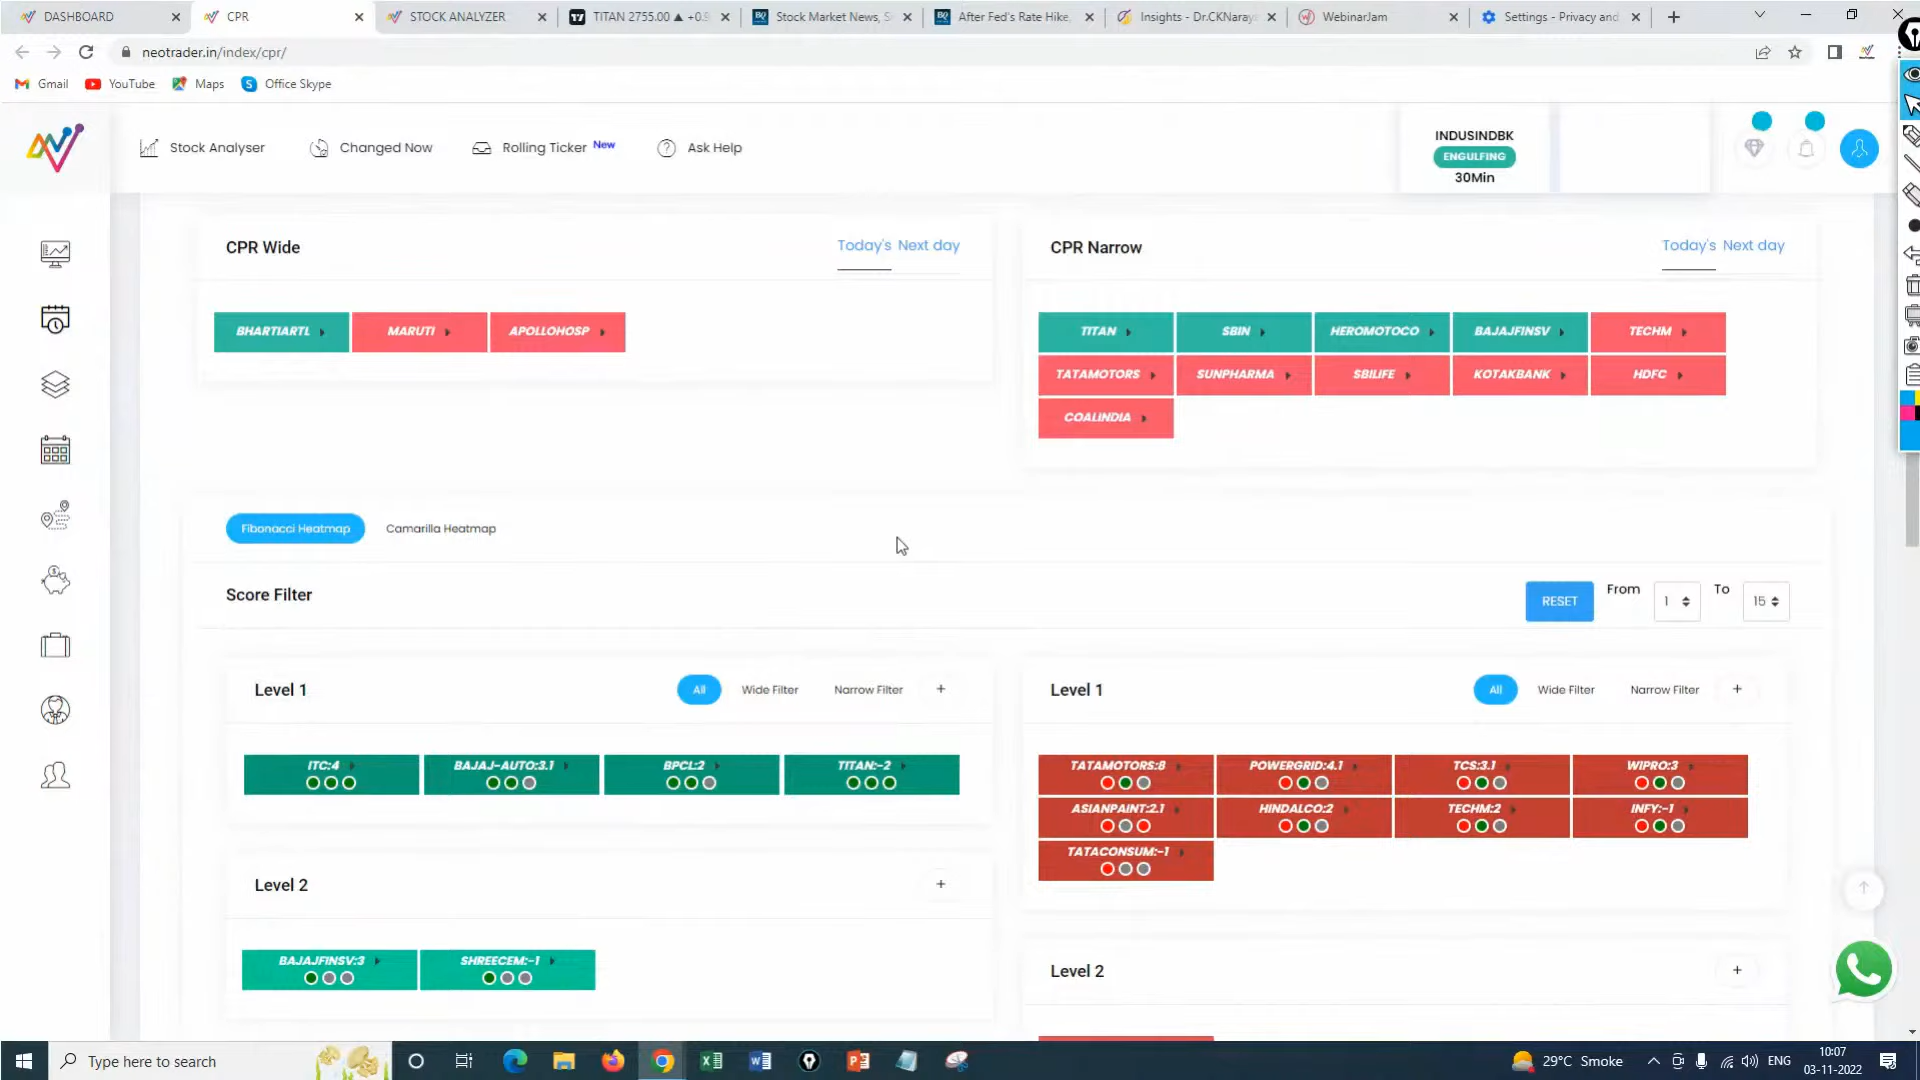 DASHBOARD
CPR
STOCK ANALYZER
TITAN 2755.00 ▲ +0.9
Stock Market News, S
After Fed's Rate Hike,
Insights - Dr.CKNaray
WebinarJam
Settings - Privacy and
neotrader.in/index/cpr/
Gmail
YouTube
Maps
Office Skype
Stock Analyser
Changed Now
Rolling Ticker New
Ask Help
INDUSINDBK
ENGULFING
30Min
CPR Wide
Today's Next day
BHARTIARTL
MARUTI
APOLLOHOSP
CPR Narrow
Today's Next day
TITAN
SBIN
HEROMOTOCO
BAJAJFINSV
TECHM
TATAMOTORS
SUNPHARMA
SBILIFE
KOTAKBANK
HDFC
COALINDIA
Fibonacci Heatmap
Camarilla Heatmap
Score Filter
RESET
From
1
To
15
Level 1
All
Wide Filter
Narrow Filter
+
ITC:4
BAJAJ-AUTO:3.1
BPCL:2
TITAN:-2
Level 2
+
BAJAJFINSV:3
SHREECEM:-1
Level 1
All
Wide Filter
Narrow Filter
+
TATAMOTORS:8
POWERGRID:4.1
TCS:3.1
WIPRO:3
ASIANPAINT:2.1
HINDALCO:2
TECHM:2
INFY:-1
TATACONSUM:-1
Level 2
+
Type here to search
29°C Smoke
ENG
10:07
03-11-2022